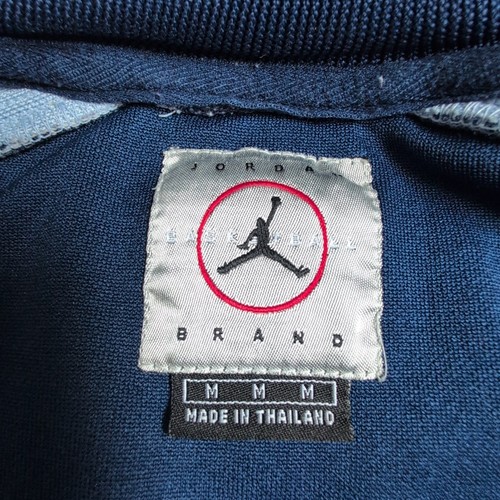 JORDAN
BASKETBALL
BRAND
M M M
MADE IN THAILAND